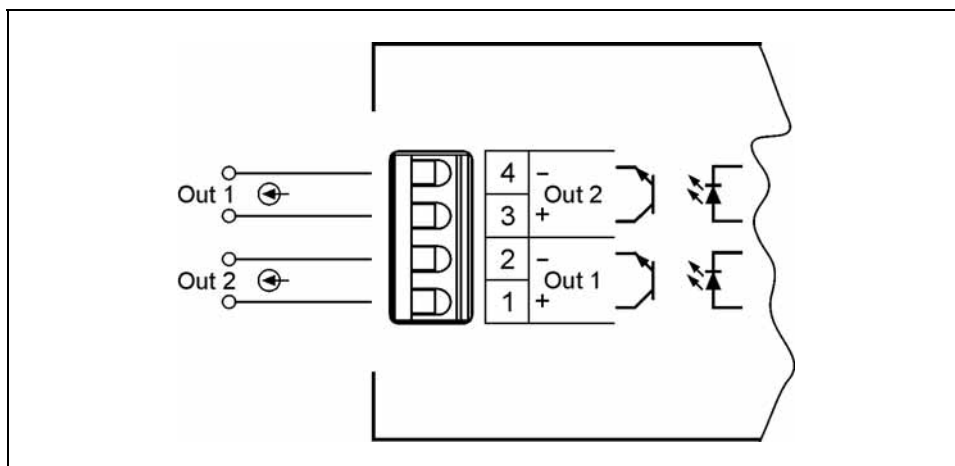 Out 1
Out 2
4 –
Out 2
3 +
2 –
Out 1
1 +